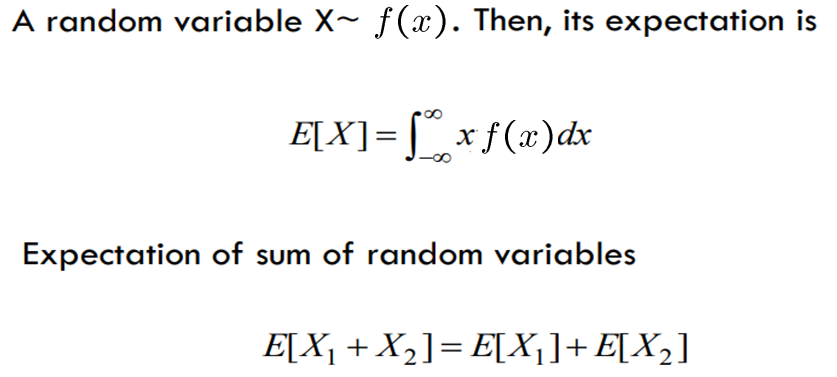 A random variable X~ f(x). Then, its expectation is
E[X]=∫_{-∞}^{∞} x f(x)dx
Expectation of sum of random variables
E[X₁ + X₂]= E[X₁]+ E[X₂]